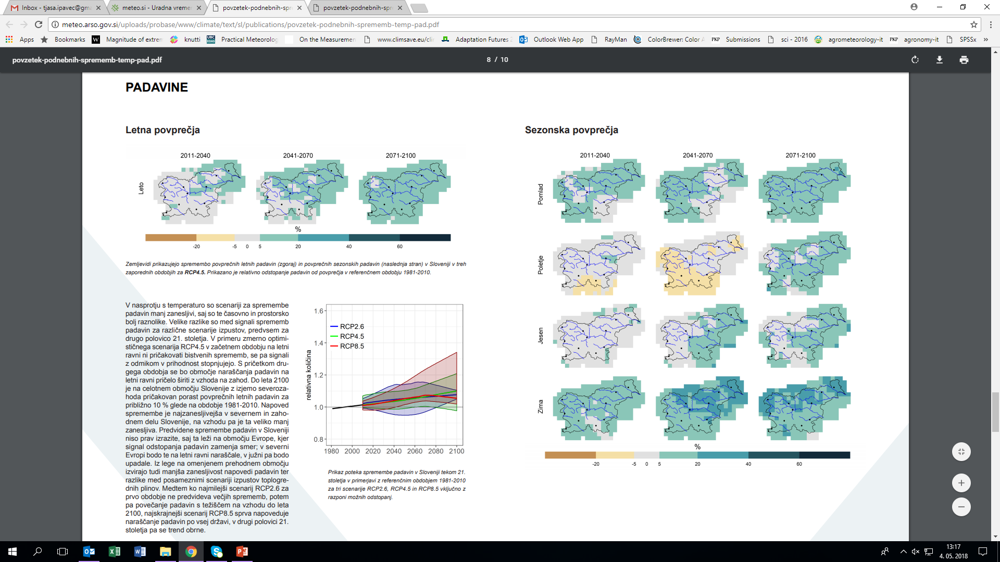 Inbox - tjasa.ipavec@gma
meteo.si - Uradna vreme
povzetek-podnebnih-spr
povzetek-podnebnih-spr
meteo.arso.gov.si/uploads/probase/www/climate/text/sl/publications/povzetek-podnebnih-sprememb-temp-pad.pdf
Apps
Bookmarks
W
Magnitude of extrem
knutti
UBC EOAS
Practical Meteorolog
On the Measuremen
www.climsave.eu/cli
Adaptation Futures 2
Outlook Web App
RayMan
ColorBrewer: Color A
PKP
Submissions
sci - 2016
agrometeorology-it
PKP
agronomy-it
SPSSx
»
povzetek-podnebnih-sprememb-temp-pad.pdf
8 / 10
PADAVINE
Letna povprečja
2011-2040
2041-2070
2071-2100
Leto
%
-20
-5
0
5
20
40
60
Zemljevidi prikazujejo spremembo povprečnih letnih padavin (zgoraj) in povprečnih sezonskih padavin (naslednja stran) v Sloveniji v treh
zaporednih obdobjih za RCP4.5. Prikazano je relativno odstopanje padavin od povprečja v referenčnem obdobju 1981-2010.
V nasprotju s temperaturo so scenariji za spremembe
padavin manj zanesljivi, saj so te časovno in prostorsko
bolj raznolike. Velike razlike so med signali sprememb
padavin za različne scenarije izpustov, predvsem za
drugo polovico 21. stoletja. V primeru zmerno optimi-
stičnega scenarija RCP4.5 v začetnem obdobju na letni
ravni ni pričakovati bistvenih sprememb, se pa signali
z odmikom v prihodnost stopnjujejo. S pričetkom dru-
gega obdobja se bo območje naraščanja padavin na
letni ravni pričelo širiti z vzhoda na zahod. Do leta 2100
je na celotnem območju Slovenije z izjemo severoza-
hoda pričakovan porast povprečnih letnih padavin za
približno 10 % glede na obdobje 1981-2010. Napoved
spremembe je najzanesljivejša v severnem in zaho-
dnem delu Slovenije, na vzhodu pa je ta veliko manj
zanesljiva. Predvidene spremembe padavin v Sloveniji
niso prav izrazite, saj ta leži na območju Evrope, kjer
signal odstopanja padavin zamenja smer; v severni
Evropi bodo te na letni ravni naraščale, v južni pa bodo
upadale. Iz lege na omenjenem prehodnem območju
izvirajo tudi manjša zanesljivost napovedi padavin ter
razlike med posameznimi scenariji izpustov toplogre-
dnih plinov. Medtem ko najmilejši scenarij RCP2.6 za
prvo obdobje ne predvideva večjih sprememb, potem
pa povečanje padavin s težiščem na vzhodu do leta
2100, najskrajnejši scenarij RCP8.5 sprva napoveduje
naraščanje padavin po vsej državi, v drugi polovici 21.
stoletja pa se trend obrne.
relativna količina
1.6
1.4
1.2
1.0
0.8
RCP2.6
RCP4.5
RCP8.5
1980
2000
2020
2040
2060
2080
2100
Prikaz poteka spremembe padavin v Sloveniji tekom 21.
stoletja v primerjavi z referenčnim obdobjem 1981-2010
za tri scenarije RCP2.6, RCP4.5 in RCP8.5 vključno z
razponi možnih odstopanj.
Sezonska povprečja
2011-2040
2041-2070
2071-2100
Pomlad
Poletje
Jesen
Zima
%
-20
-5
0
5
20
40
60
13:17
4. 05. 2018